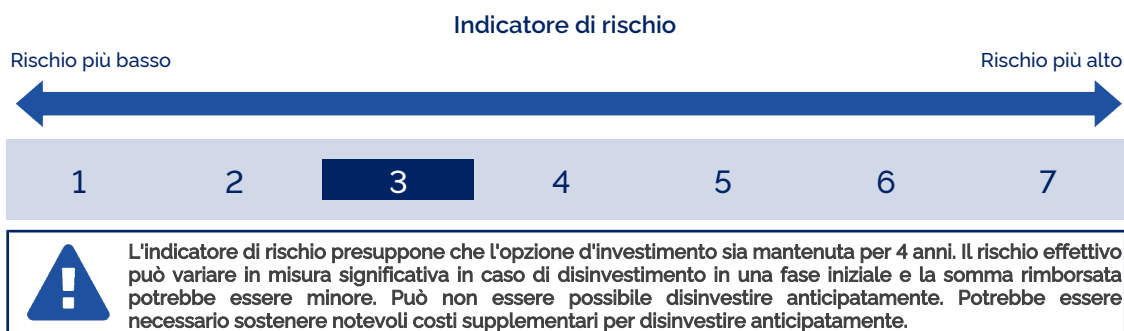 Indicatore di rischio
Rischio più basso Rischio più alto
1 2 3 4 5 6 7
L'indicatore di rischio presuppone che l'opzione d'investimento sia mantenuta per 4 anni. Il rischio effettivo
può variare in misura significativa in caso di disinvestimento in una fase iniziale e la somma rimborsata
potrebbe essere minore. Può non essere possibile disinvestire anticipatamente. Potrebbe essere
necessario sostenere notevoli costi supplementari per disinvestire anticipatamente.